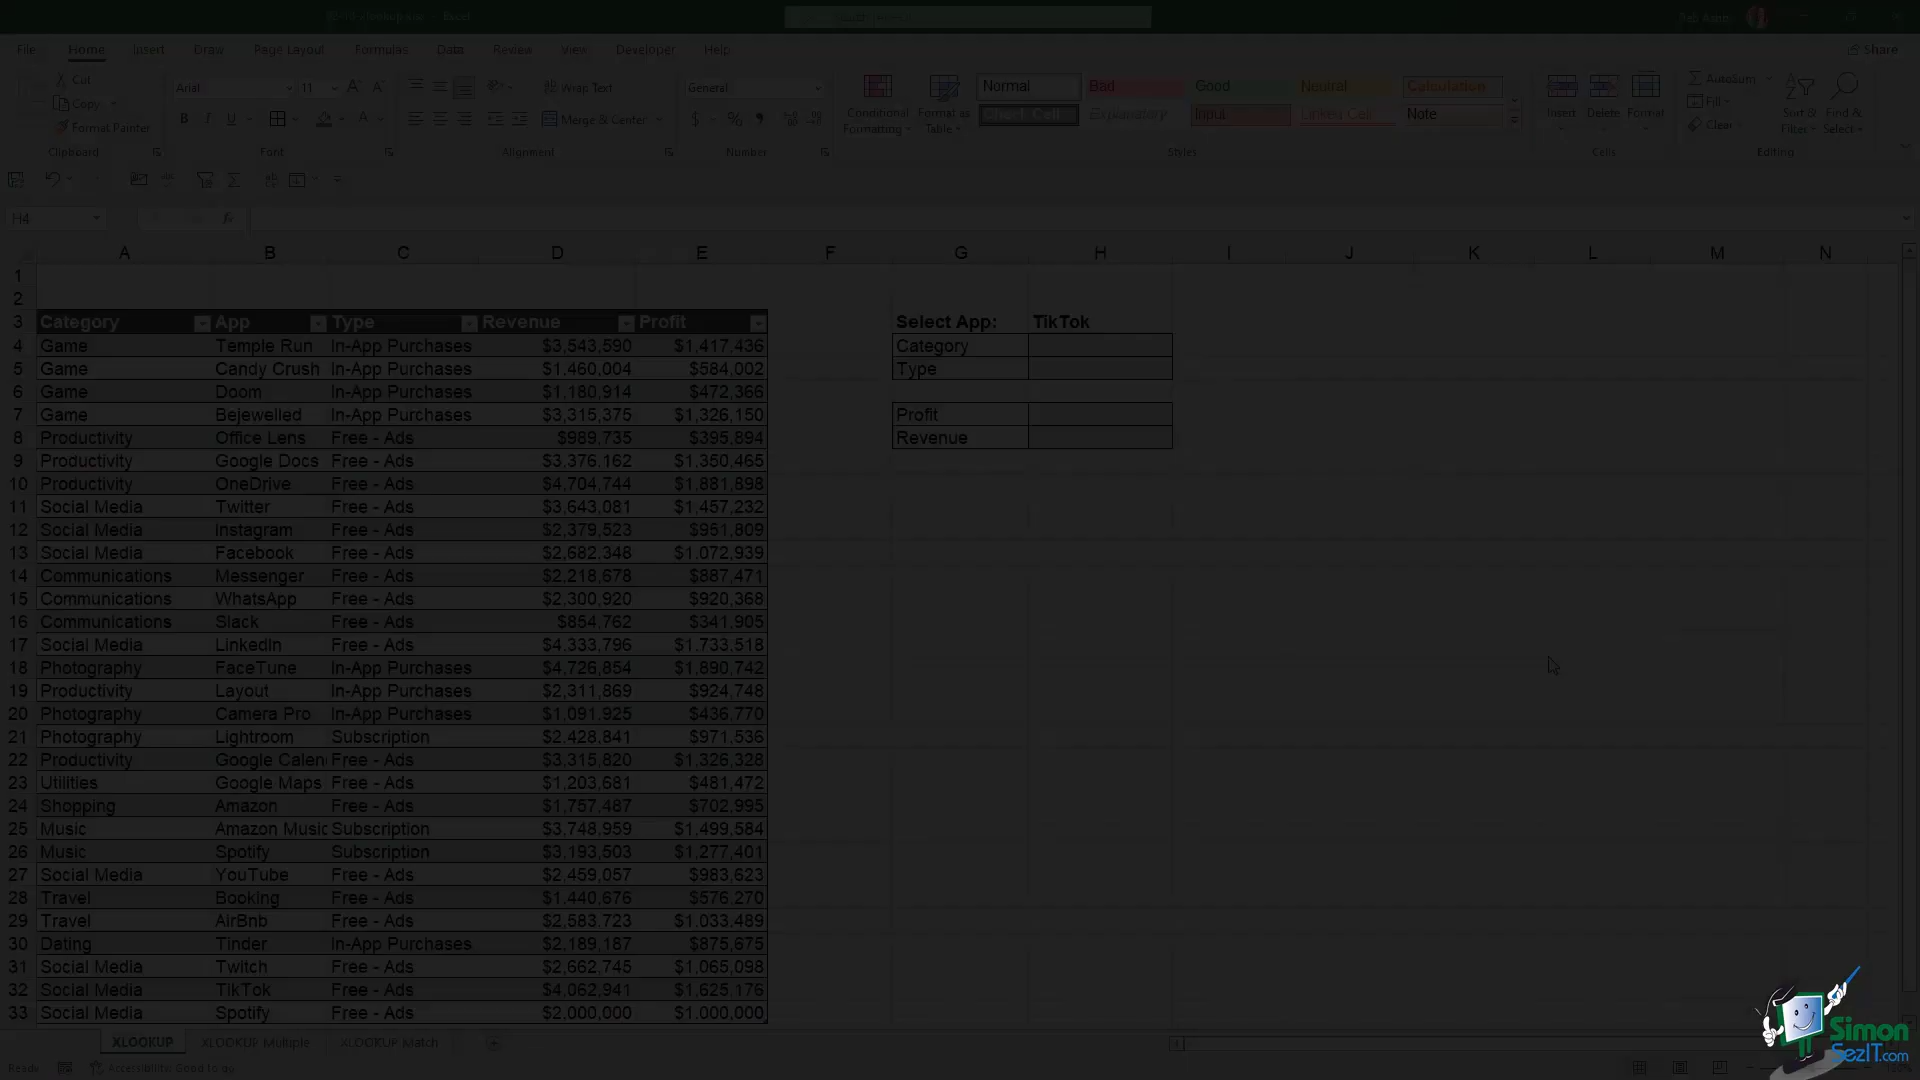 Excel
File Home Insert Draw Page Layout Formulas Data Review View Developer Help Share
Cut
Copy
Format Painter
Clipboard
Arial 11
B I U
Font
Wrap Text
Merge & Center
Alignment
General
$ %
Number
Conditional Formatting
Format as Table
Normal Bad Good Neutral Calculation
Check Cell Explanatory Input Linked Cell Note
Styles
Insert Delete Format
Cells
AutoSum
Fill
Clear
Sort & Filter
Find & Select
Editing
H4 fx
A B C D E F G H I J K L M N
1
2
3 Category App Type Revenue Profit Select App: TikTok
4 Game Temple Run In-App Purchases $3,543,590 $1,417,436 Category
5 Game Candy Crush In-App Purchases $1,460,004 $584,002 Type
6 Game Doom In-App Purchases $1,180,914 $472,366
7 Game Bejewelled In-App Purchases $3,315,375 $1,326,150 Profit
8 Productivity Office Lens Free - Ads $989,735 $395,894 Revenue
9 Productivity Google Docs Free - Ads $3,376,162 $1,350,465
10 Productivity OneDrive Free - Ads $4,704,744 $1,881,898
11 Social Media Twitter Free - Ads $3,643,081 $1,457,232
12 Social Media Instagram Free - Ads $2,379,523 $951,809
13 Social Media Facebook Free - Ads $2,682,348 $1,072,939
14 Communications Messenger Free - Ads $2,218,678 $887,471
15 Communications WhatsApp Free - Ads $2,300,920 $920,368
16 Communications Slack Free - Ads $854,762 $341,905
17 Social Media LinkedIn Free - Ads $4,333,796 $1,733,518
18 Photography FaceTune In-App Purchases $4,726,854 $1,890,742
19 Productivity Layout In-App Purchases $2,311,869 $924,748
20 Photography Camera Pro In-App Purchases $1,091,925 $436,770
21 Photography Lightroom Subscription $2,428,841 $971,536
22 Productivity Google Calen Free - Ads $3,315,820 $1,326,328
23 Utilities Google Maps Free - Ads $1,203,681 $481,472
24 Shopping Amazon Free - Ads $1,757,487 $702,995
25 Music Amazon Music Subscription $3,748,959 $1,499,584
26 Music Spotify Subscription $3,193,503 $1,277,401
27 Social Media YouTube Free - Ads $2,459,057 $983,623
28 Travel Booking Free - Ads $1,440,676 $576,270
29 Travel AirBnb Free - Ads $2,583,723 $1,033,489
30 Dating Tinder In-App Purchases $2,189,187 $875,675
31 Social Media Twitch Free - Ads $2,662,745 $1,065,098
32 Social Media TikTok Free - Ads $4,062,941 $1,625,176
33 Social Media Spotify Free - Ads $2,000,000 $1,000,000
XLOOKUP XLOOKUP Multiple XLOOKUP Match
Ready Accessibility: Good to go
Simon
SezIT.com